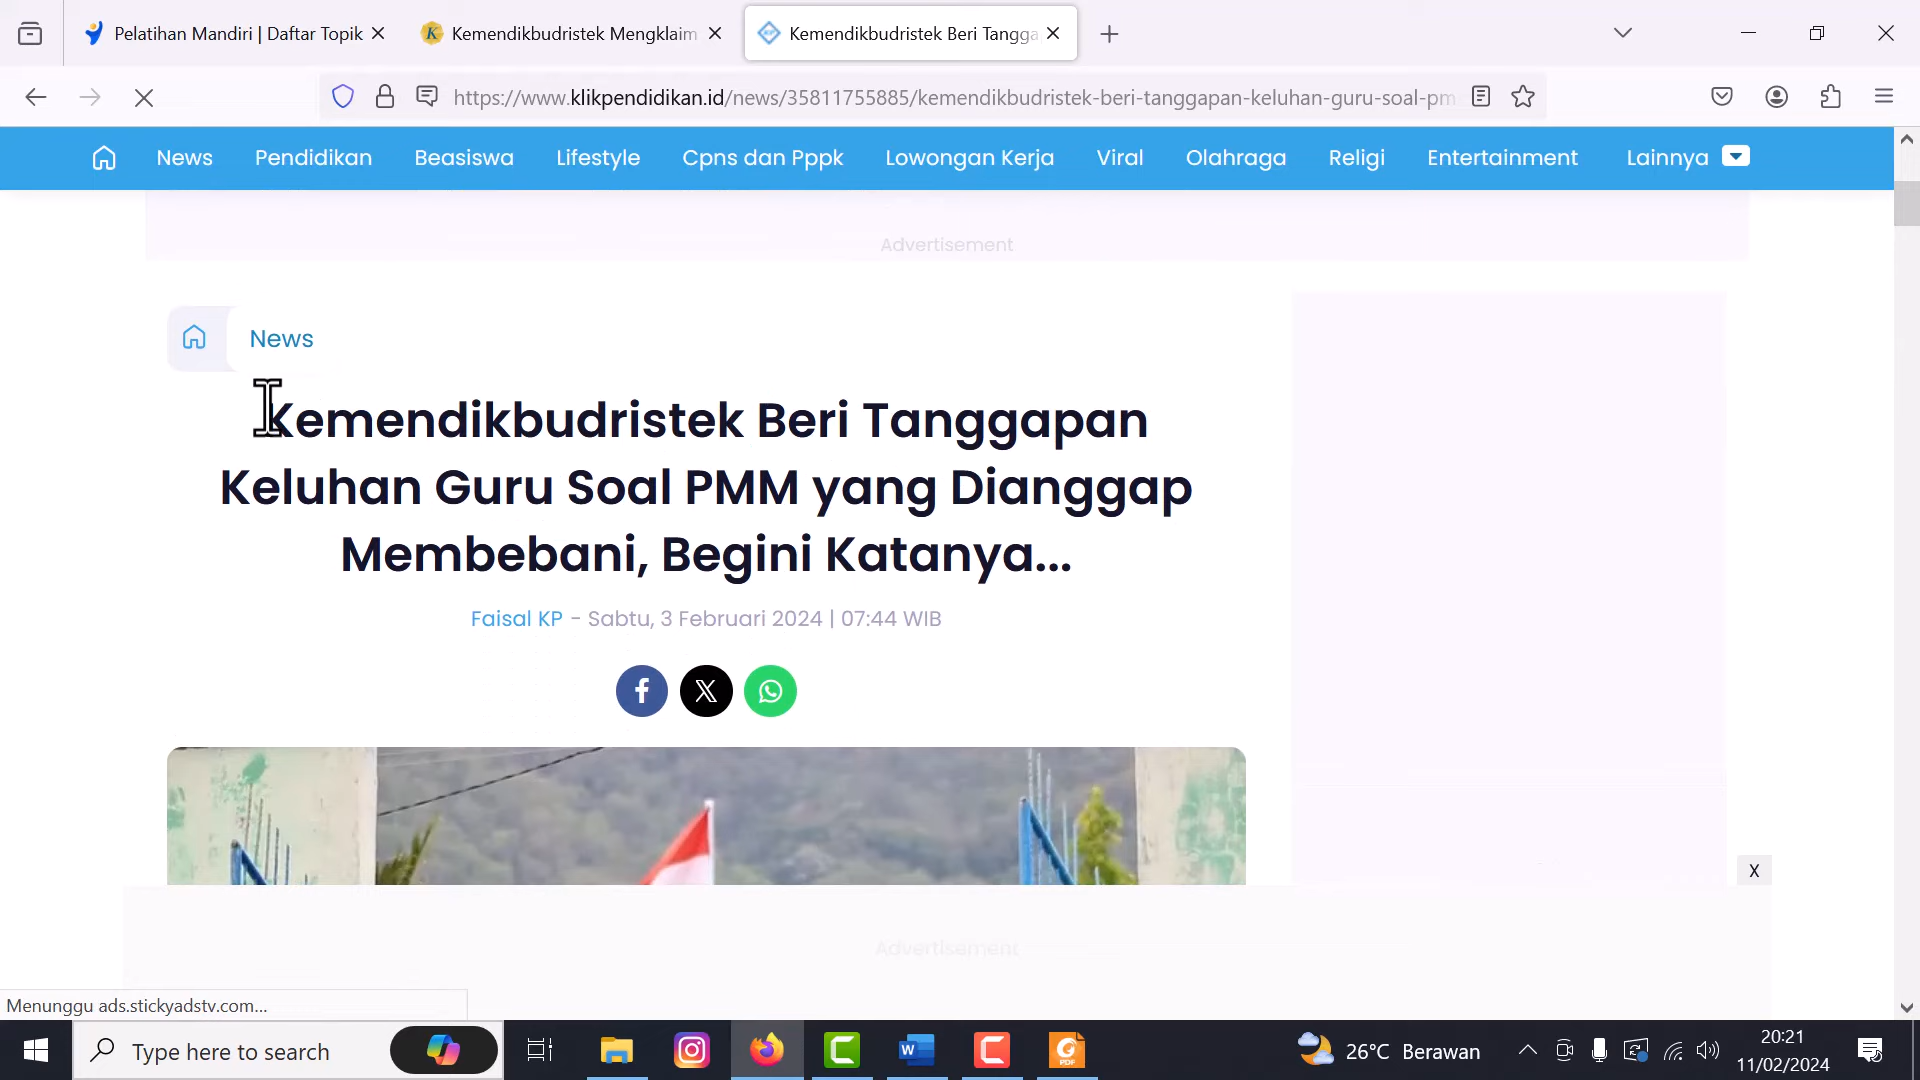 Pelatihan Mandiri | Daftar Topik
Kemendikbudristek Mengklaim
Kemendikbudristek Beri Tangga
https://www.klikpendidikan.id/news/35811755885/kemendikbudristek-beri-tanggapan-keluhan-guru-soal-pm
News Pendidikan Beasiswa Lifestyle Cpns dan Pppk Lowongan Kerja Viral Olahraga Religi Entertainment Lainnya
Advertisement
News
Kemendikbudristek Beri Tanggapan
Keluhan Guru Soal PMM yang Dianggap
Membebani, Begini Katanya...
Faisal KP - Sabtu, 3 Februari 2024 | 07:44 WIB
X
Advertisement
Menunggu ads.stickyadstv.com...
Type here to search
26°C Berawan
20:21
11/02/2024